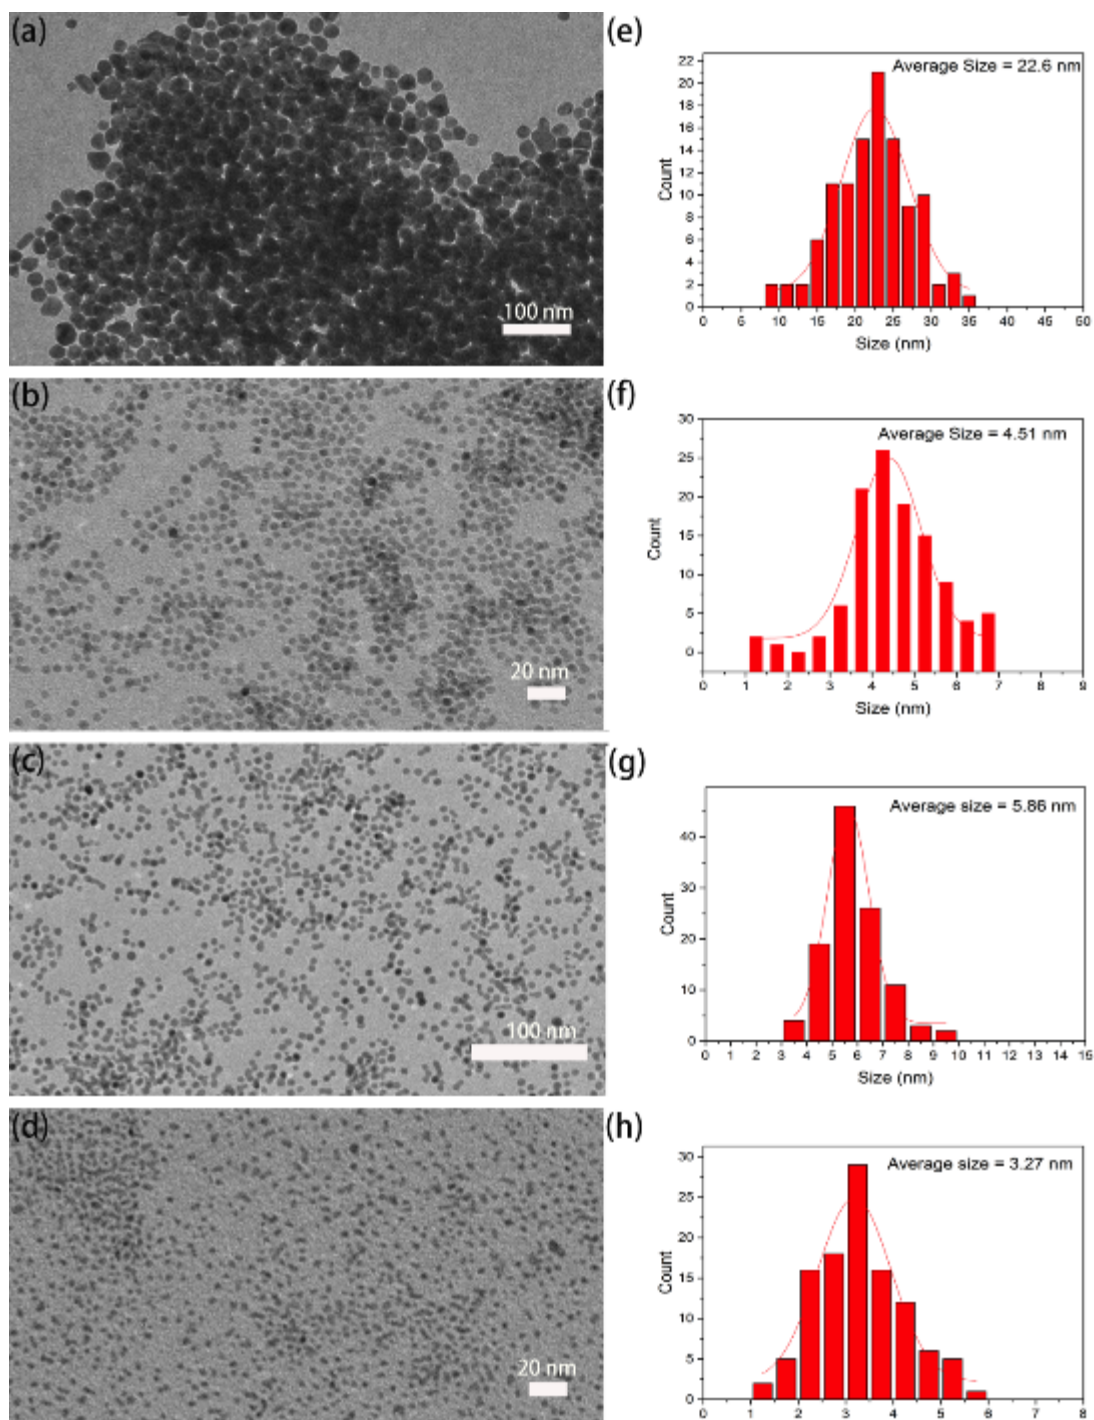 (a)
100 nm
(e)
Average Size = 22.6 nm
Count
22
20
18
16
14
12
10
8
6
4
2
0
0 5 10 15 20 25 30 35 40 45 50
Size (nm)
(b)
20 nm
(f)
Average Size = 4.51 nm
Count
30
25
20
15
10
5
0
0 1 2 3 4 5 6 7 8 9
Size (nm)
(c)
100 nm
(g)
Average size = 5.86 nm
Count
40
30
20
10
0
0 1 2 3 4 5 6 7 8 9 10 11 12 13 14 15
Size (nm)
(d)
20 nm
(h)
Average size = 3.27 nm
Count
30
25
20
15
10
5
0
0 1 2 3 4 5 6 7 8